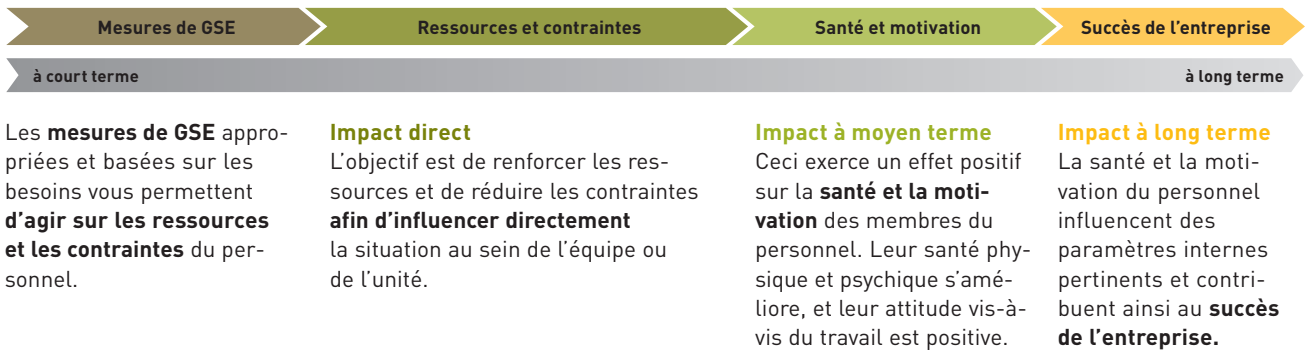 Mesures de GSE
Ressources et contraintes
Santé et motivation
Succès de l'entreprise
à court terme
à long terme
Les mesures de GSE appro-
priées et basées sur les
besoins vous permettent
d'agir sur les ressources
et les contraintes du per-
sonnel.
Impact direct
L'objectif est de renforcer les res-
sources et de réduire les contraintes
afin d'influencer directement
la situation au sein de l'équipe ou
de l'unité.
Impact à moyen terme
Ceci exerce un effet positif
sur la santé et la moti-
vation des membres du
personnel. Leur santé phy-
sique et psychique s'amé-
liore, et leur attitude vis-à-
vis du travail est positive.
Impact à long terme
La santé et la moti-
vation du personnel
influencent des
paramètres internes
pertinents et contri-
buent ainsi au succès
de l'entreprise.